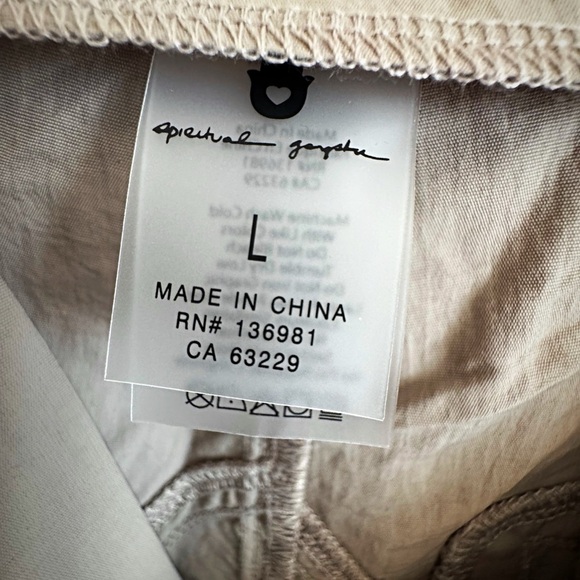 spiritual gangster
L
MADE IN CHINA
RN# 136981
CA 63229